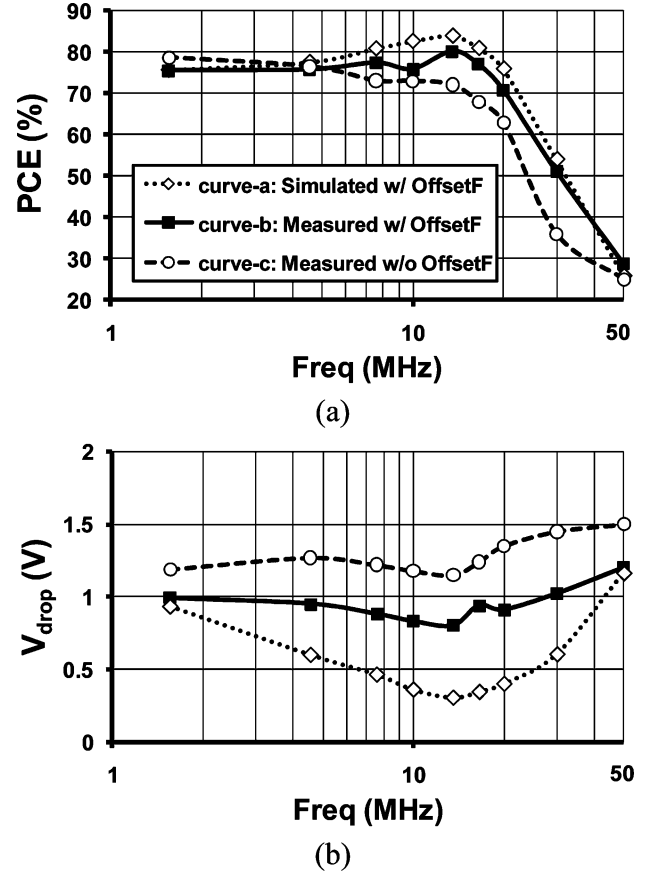 90
80
70
60
50
40
30
20
PCE (%)
curve-a: Simulated w/ OffsetF
curve-b: Measured w/ OffsetF
curve-c: Measured w/o OffsetF
1
10
50
Freq (MHz)
(a)
2
1.5
1
0.5
0
Vdrop (V)
1
10
50
Freq (MHz)
(b)